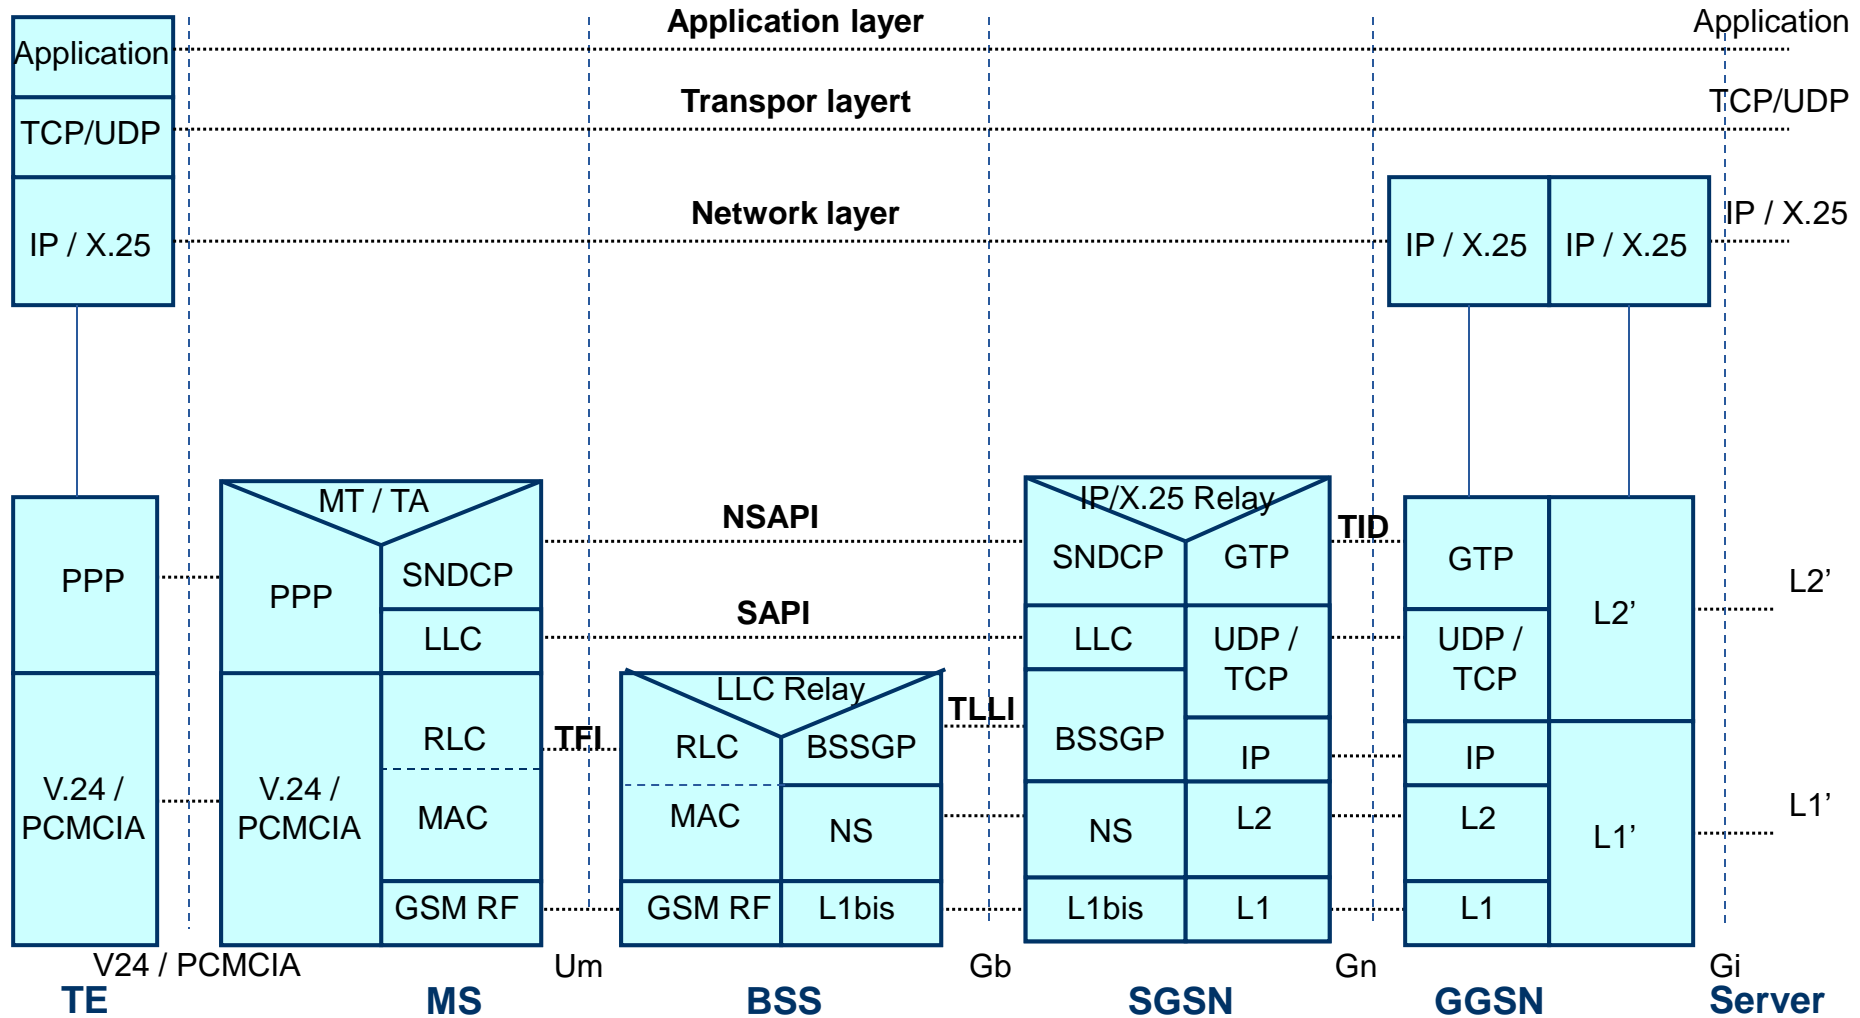 Application layer
Application
Application
Transpor layert
TCP/UDP
TCP/UDP
Network layer
IP / X.25
IP / X.25
IP / X.25
IP / X.25
MT / TA
IP/X.25 Relay
NSAPI
TID
PPP
PPP
SNDCP
SNDCP
GTP
GTP
L2’
L2’
SAPI
LLC
LLC
UDP /
TCP
UDP /
TCP
LLC Relay
TLLI
TFI
RLC
RLC
BSSGP
BSSGP
IP
IP
V.24 /
PCMCIA
V.24 /
PCMCIA
MAC
MAC
NS
NS
L2
L2
L1’
L1’
GSM RF
GSM RF
L1bis
L1bis
L1
L1
V24 / PCMCIA
Um
Gb
Gn
Gi
TE
MS
BSS
SGSN
GGSN
Server